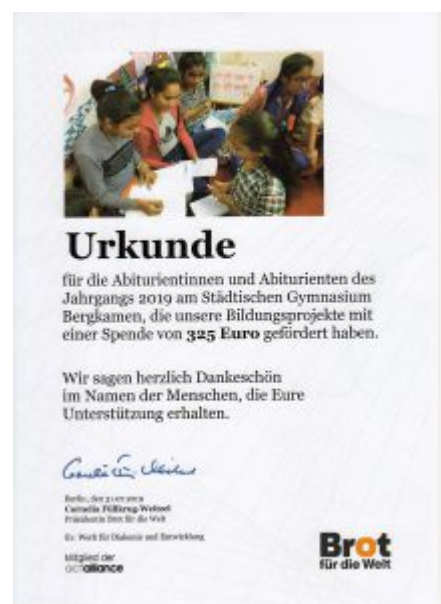 Urkunde
für die Abiturientinnen und Abiturienten des
Jahrgangs 2019 am Städtischen Gymnasium
Bergkamen, die unsere Bildungsprojekte mit
einer Spende von 325 Euro gefördert haben.
Wir sagen herzlich Dankeschön
im Namen der Menschen, die Eure
Unterstützung erhalten.
Berlin, den 31.07.2019
Cornelia Füllkrug-Weitzel
Präsidentin Brot für die Welt
Ev. Werk für Diakonie und Entwicklung
Mitglied der
actalliance
Brot
für die Welt